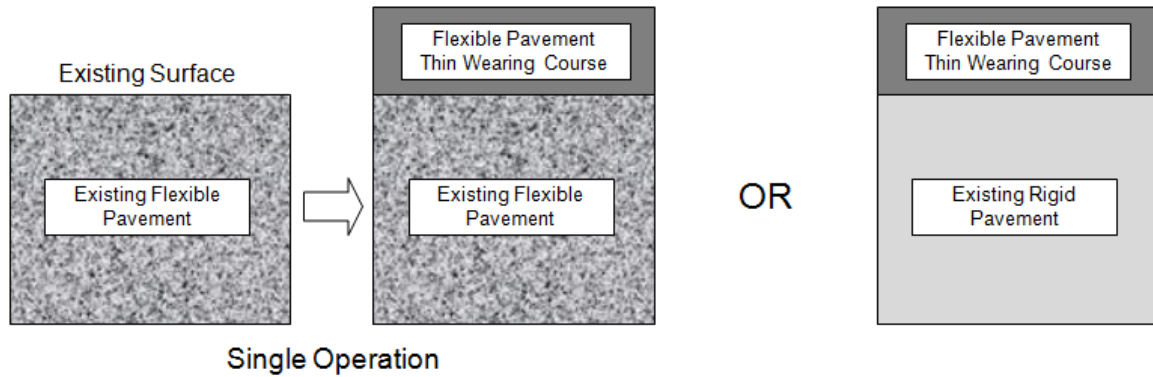 Existing Surface
Existing Flexible
Pavement
Flexible Pavement
Thin Wearing Course
Existing Flexible
Pavement
Single Operation
OR
Flexible Pavement
Thin Wearing Course
Existing Rigid
Pavement